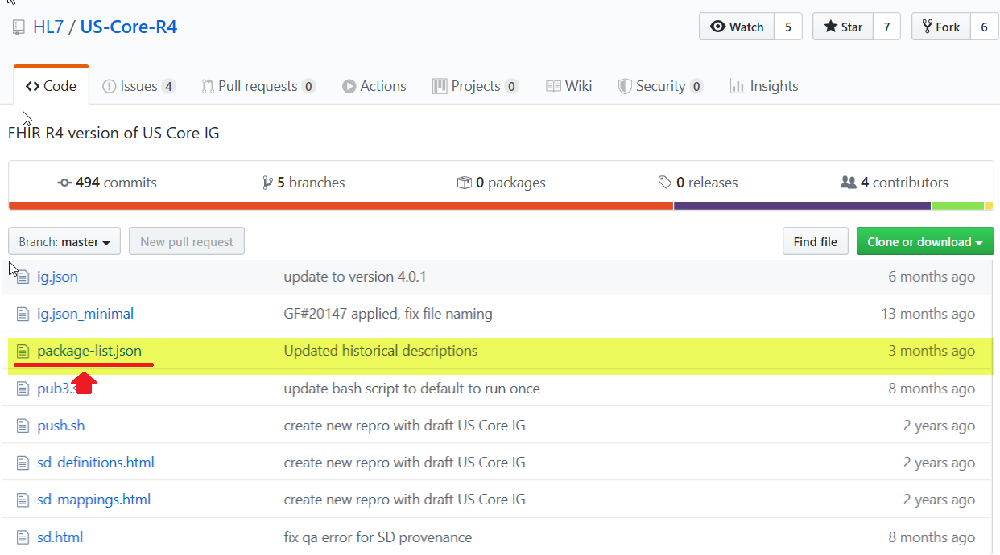 HL7 / US-Core-R4 Watch 5 Star 7 Fork 6
Code Issues 4 Pull requests 0 Actions Projects 0 Wiki Security 0 Insights
FHIR R4 version of US Core IG
494 commits 5 branches 0 packages 0 releases 4 contributors
Branch: master New pull request Find file Clone or download
ig.json update to version 4.0.1 6 months ago
ig.json_minimal GF#20147 applied, fix file naming 13 months ago
package-list.json Updated historical descriptions 3 months ago
pub3.s update bash script to default to run once 8 months ago
push.sh create new repro with draft US Core IG 2 years ago
sd-definitions.html create new repro with draft US Core IG 2 years ago
sd-mappings.html create new repro with draft US Core IG 2 years ago
sd.html fix qa error for SD provenance 8 months ago